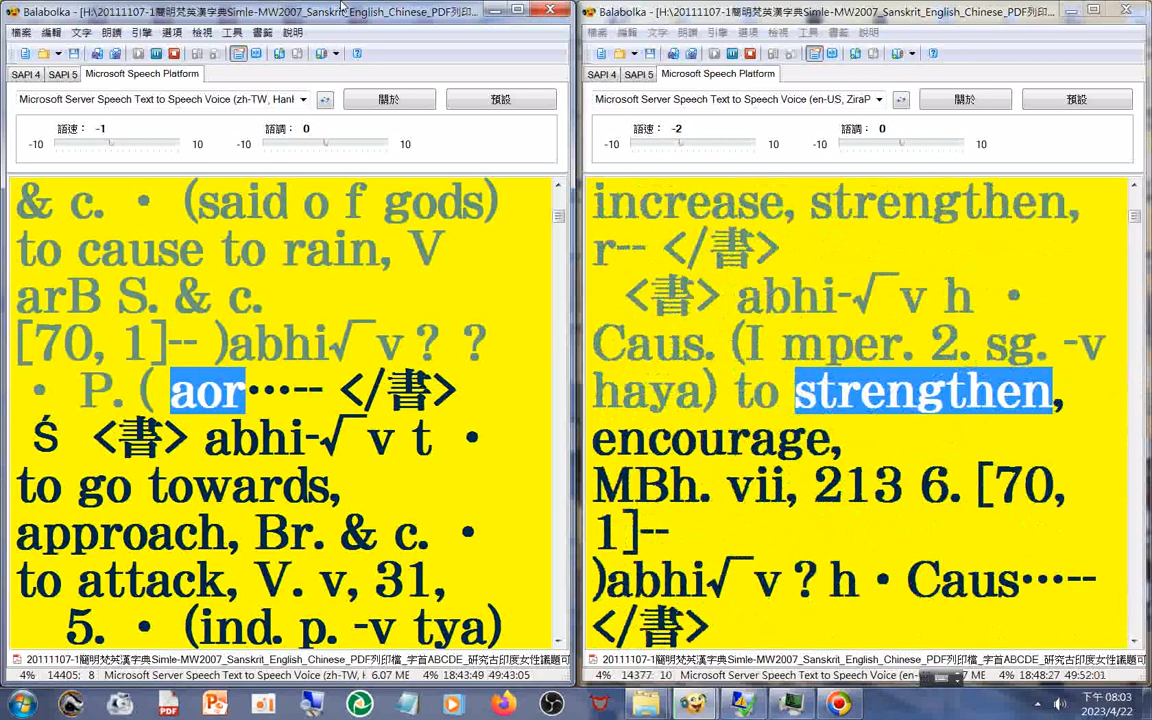 Balabolka - [H:\20111107-1簡明梵英漢字典Simle-MW2007_Sanskrit_English_Chinese_PDF列印...
檔案 編輯 文字 朗讀 引擎 選項 檢視 工具 書籤 說明
SAPI 4 SAPI 5 Microsoft Speech Platform
Microsoft Server Speech Text to Speech Voice (zh-TW, Hanl
關於 預設
語速： -1 語調： 0
-10 10 -10 10
& c. • (said o f gods)
to cause to rain, V
arB S. & c.
[70, 1]-- )abhi√v ? ?
• P. ( aor…-- </書>
Ś <書> abhi-√v t •
to go towards,
approach, Br. & c. •
to attack, V. v, 31,
5. • (ind. p. -v tya)
20111107-1簡明梵英漢字典Simle-MW2007_Sanskrit_English_Chinese_PDF列印檔_字首ABCDE_研究古印度女性議題可
4% 14405: 8 Microsoft Server Speech Text to Speech Voice (zh-TW, H 6.07 MB 4% 18:43:49 49:43:05
Balabolka - [H:\20111107-1簡明梵英漢字典Simle-MW2007_Sanskrit_English_Chinese_PDF列印...
檔案 編輯 文字 朗讀 引擎 選項 檢視 工具 書籤 說明
SAPI 4 SAPI 5 Microsoft Speech Platform
Microsoft Server Speech Text to Speech Voice (en-US, ZiraP
關於 預設
語速： -2 語調： 0
-10 10 -10 10
increase, strengthen,
r-- </書>
<書> abhi-√v h •
Caus. (I mper. 2. sg. -v
haya) to strengthen,
encourage,
MBh. vii, 213 6. [70,
1]--
)abhi√v ? h • Caus…--
</書>
20111107-1簡明梵英漢字典Simle-MW2007_Sanskrit_English_Chinese_PDF列印檔_字首ABCDE_研究古印度女性議題可
4% 14377: 10 Microsoft Server Speech Text to Speech Voice (en-US, Z 6.07 MB 4% 18:48:27 49:52:01
下午 08:03
2023/4/22